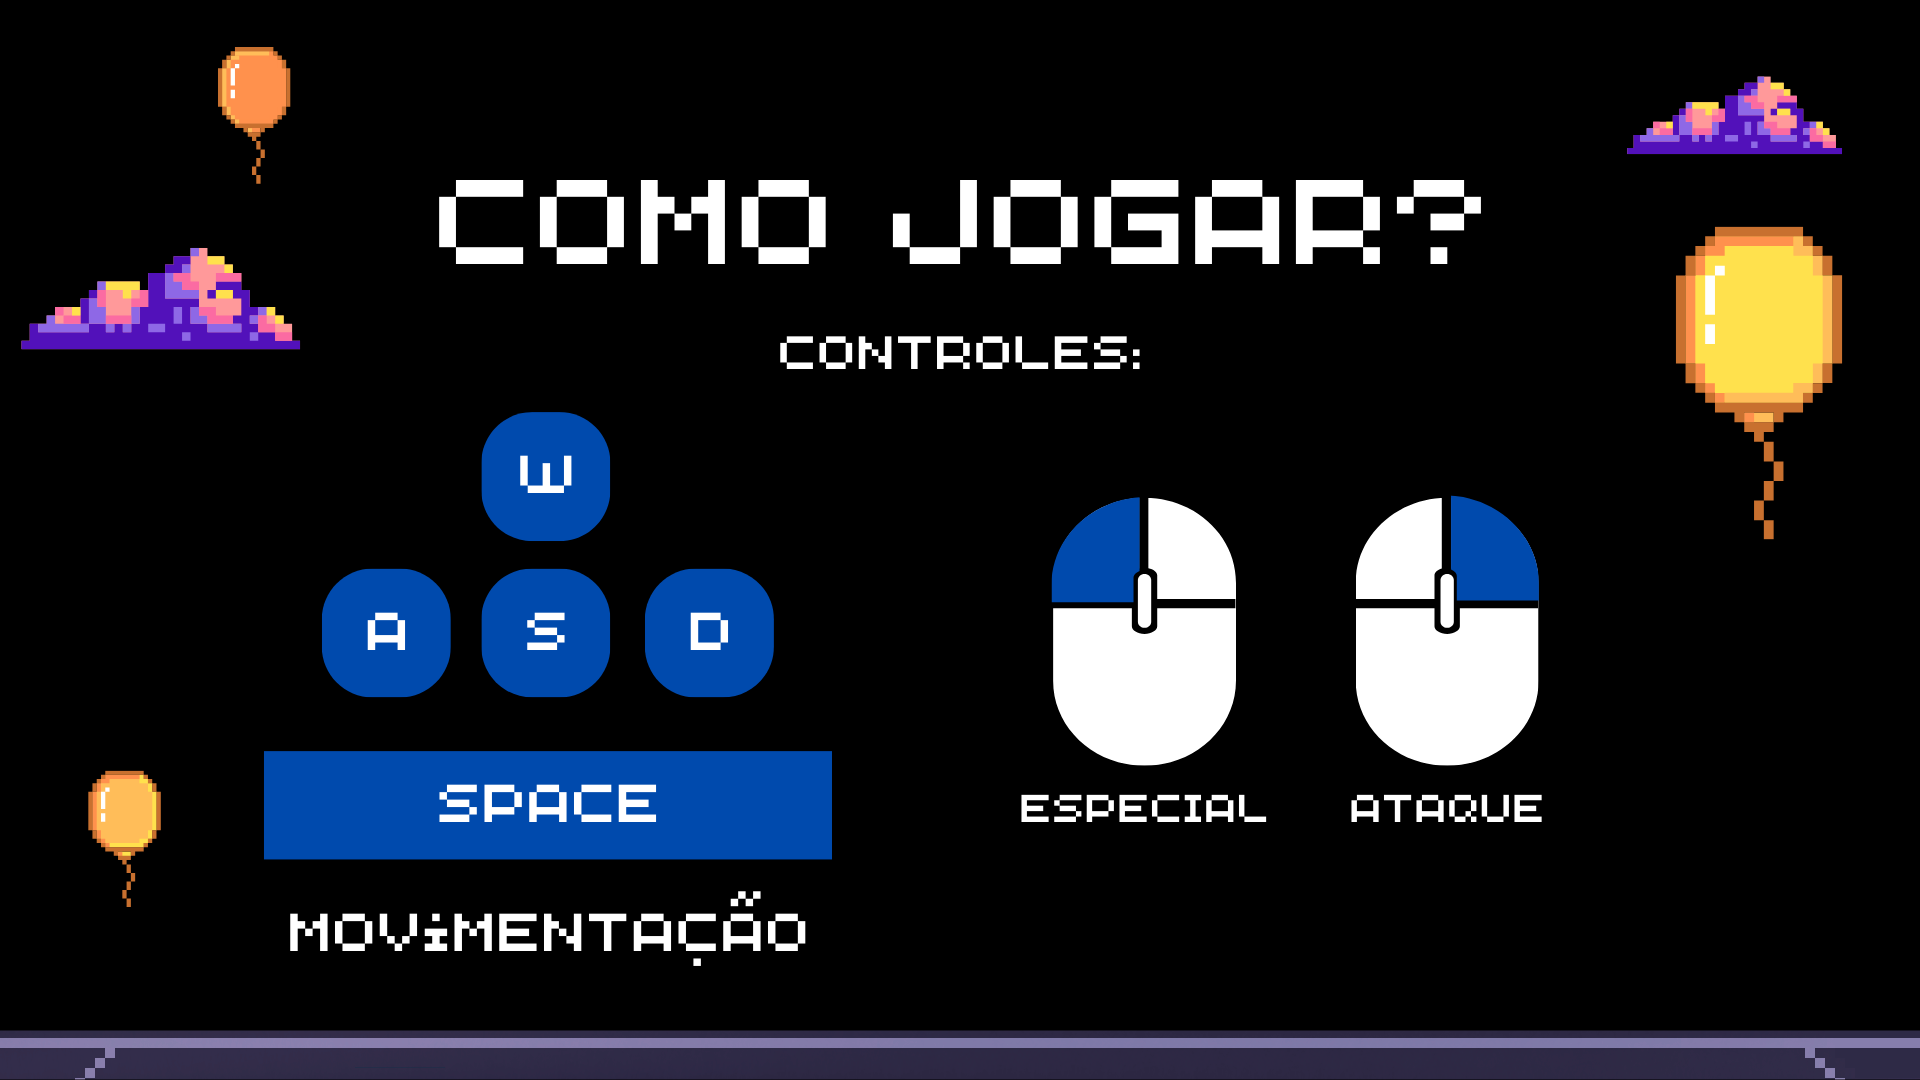 COMO JOGAR?
CONTROLES:
W
A S D
SPACE
MOViMENTAÇÃO
ESPECIAL
ATAQUE